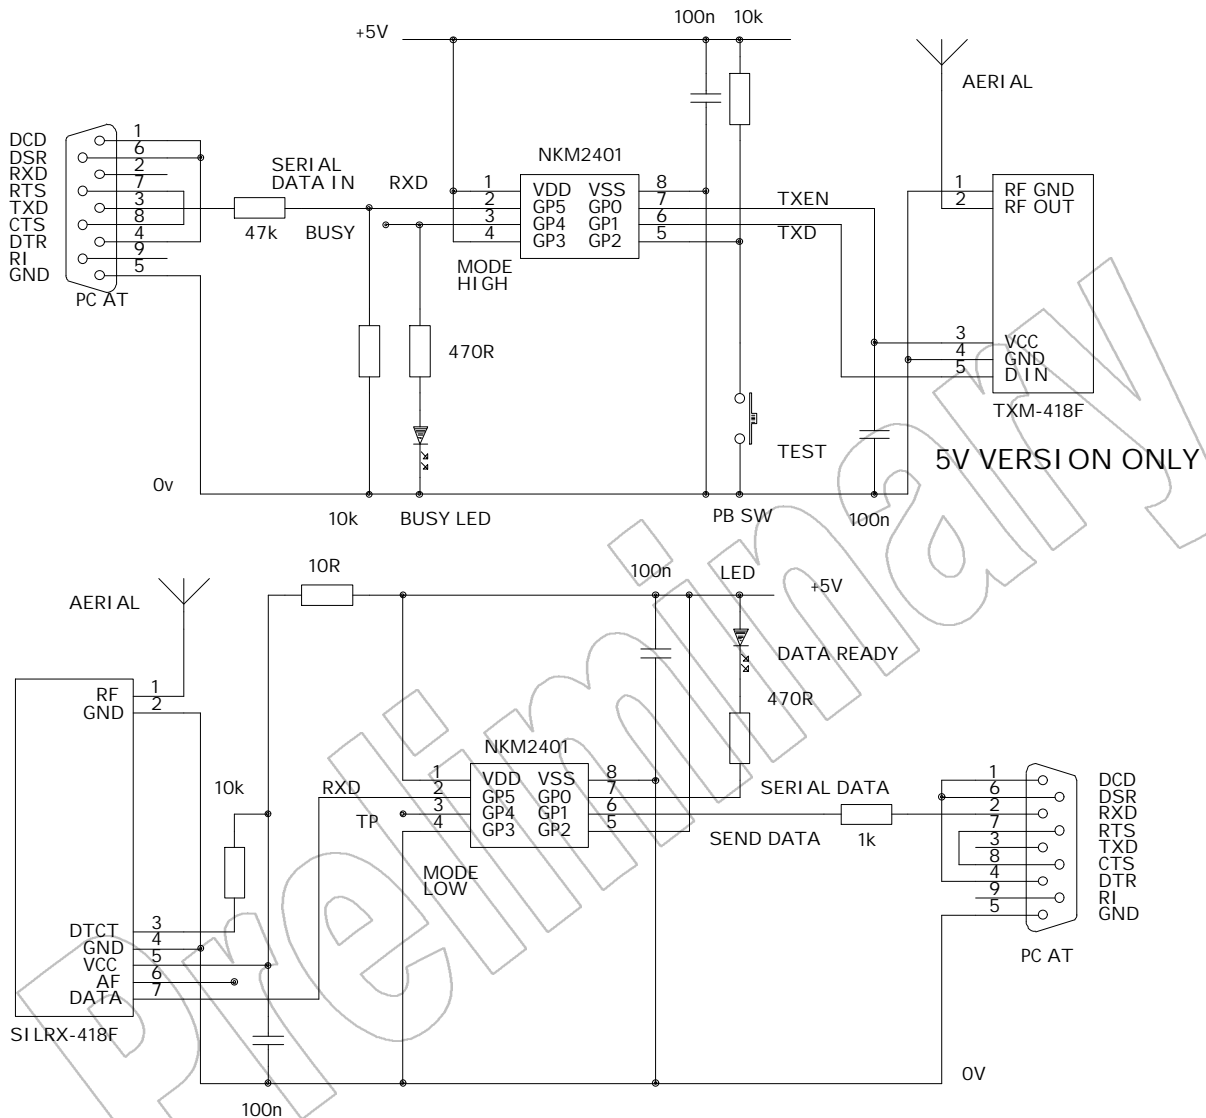 100n 10k
+5V
AERIAL
DCD 1
DSR 6
RXD 2
RTS 7
TXD 3
CTS 8
DTR 4
RI 9
GND 5
PC AT
SERIAL
DATA IN
47k
RXD
BUSY
NKM2401
1 VDD VSS 8
2 GP5 GP0 7
3 GP4 GP1 6
4 GP3 GP2 5
MODE
HIGH
TXEN
TXD
1 RF GND
2 RF OUT
3 VCC
4 GND
5 D IN
TXM-418F
5V VERSION ONLY
470R
TEST
0v
10k
BUSY LED
PB SW
100n
10R
100n
LED
+5V
AERIAL
DATA READY
470R
RF 1
GND 2
10k
RXD
TP
NKM2401
1 VDD VSS 8
2 GP5 GP0 7
3 GP4 GP1 6
4 GP3 GP2 5
MODE
LOW
SERIAL DATA
SEND DATA
1k
1 DCD
6 DSR
2 RXD
7 RTS
3 TXD
8 CTS
4 DTR
9 RI
5 GND
PC AT
DTCT 3
GND 4
VCC 5
AF 6
DATA 7
SILRX-418F
100n
0V
Preliminary